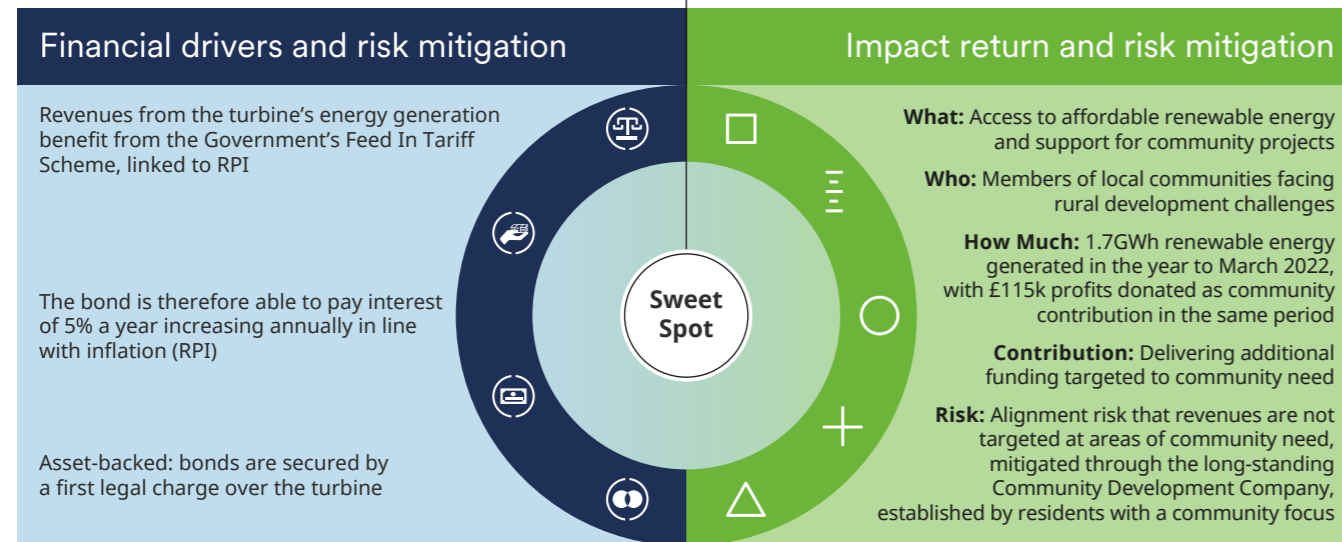 Financial drivers and risk mitigation
Revenues from the turbine’s energy generation
benefit from the Government’s Feed In Tariff
Scheme, linked to RPI
The bond is therefore able to pay interest
of 5% a year increasing annually in line
with inflation (RPI)
Asset-backed: bonds are secured by
a first legal charge over the turbine
Sweet
Spot
Impact return and risk mitigation
What: Access to affordable renewable energy
and support for community projects
Who: Members of local communities facing
rural development challenges
How Much: 1.7GWh renewable energy
generated in the year to March 2022,
with £115k profits donated as community
contribution in the same period
Contribution: Delivering additional
funding targeted to community need
Risk: Alignment risk that revenues are not
targeted at areas of community need,
mitigated through the long-standing
Community Development Company,
established by residents with a community focus